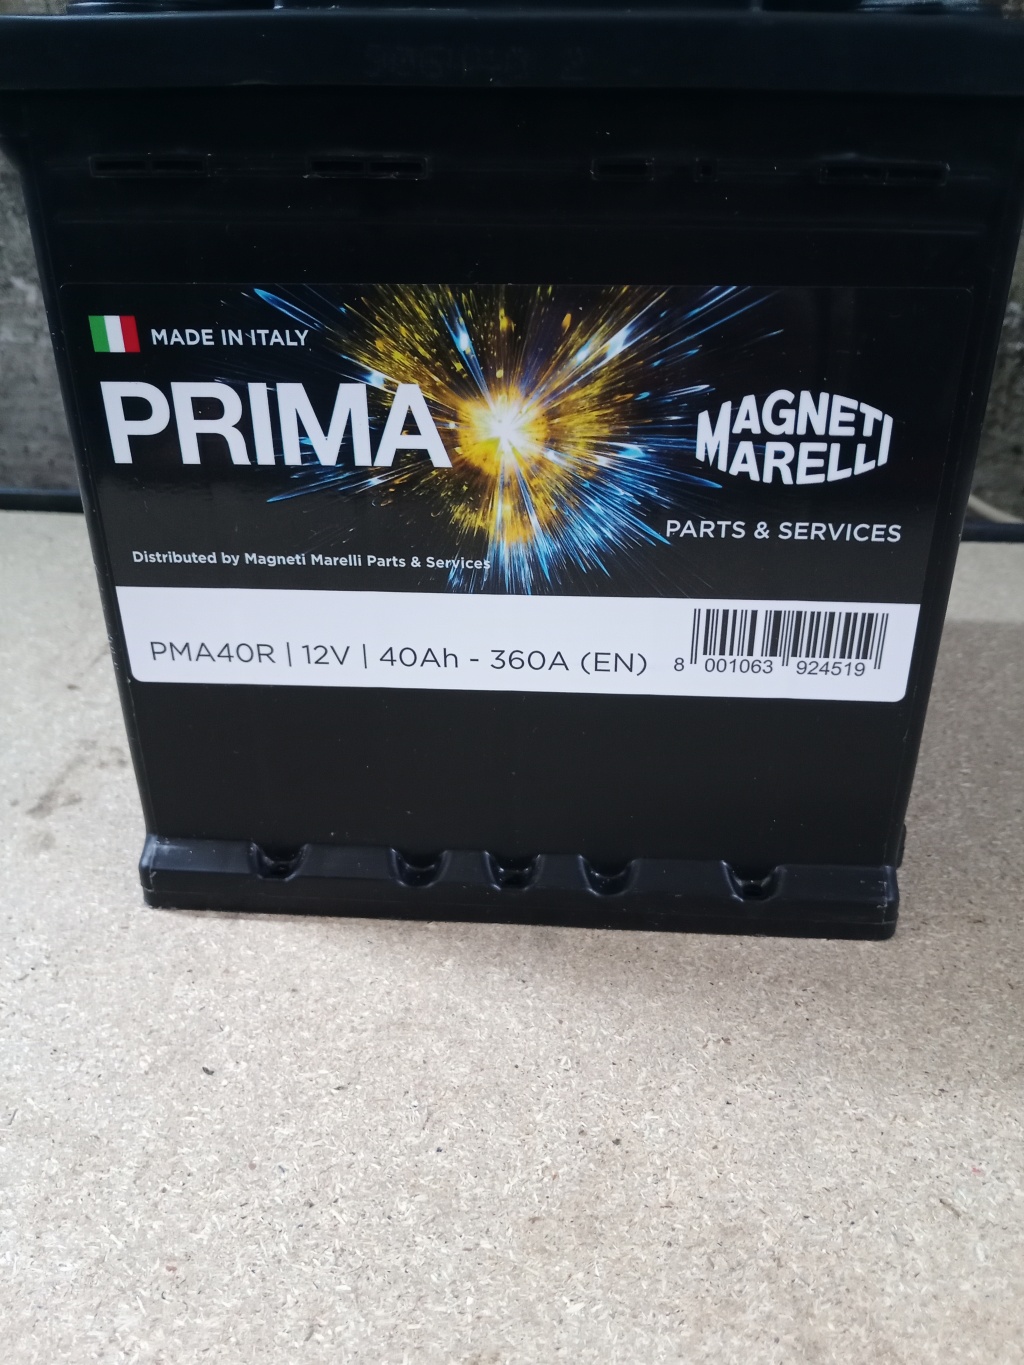 MADE IN ITALY
PRIMA
MAGNETI
MARELLI
PARTS & SERVICES
Distributed by Magneti Marelli Parts & Services
PMA40R | 12V | 40Ah - 360A (EN)
8 001063 924519